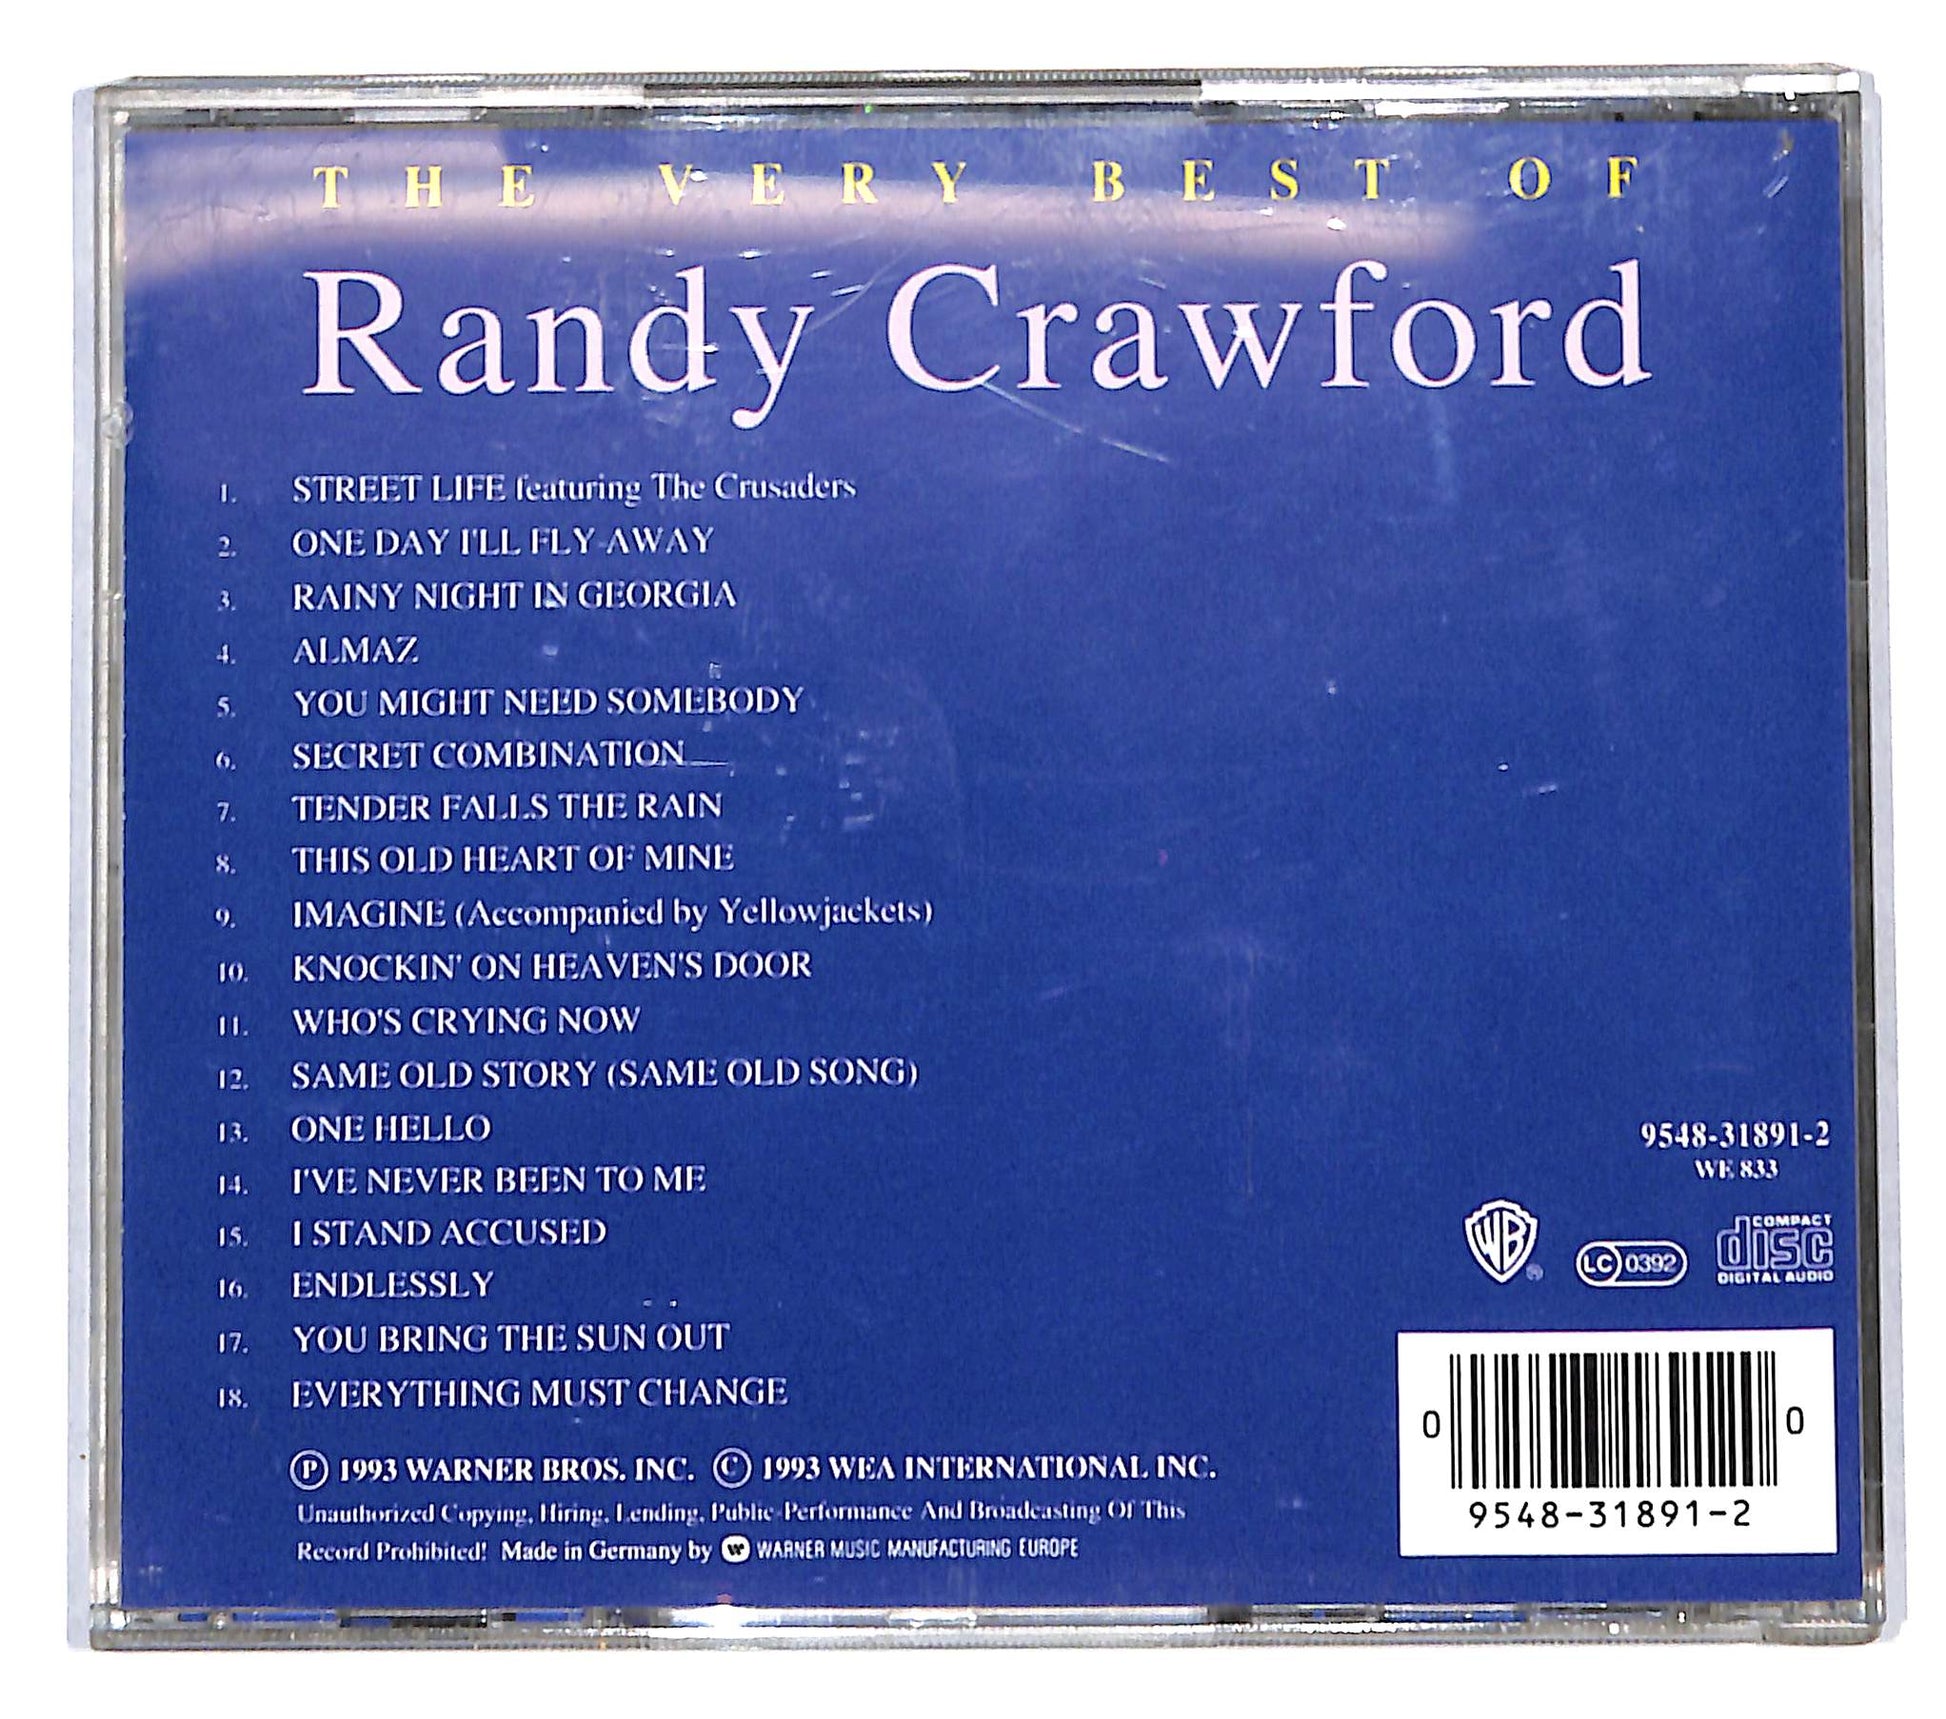 THE VERY BEST OF
Randy Crawford
1. STREET LIFE featuring The Crusaders
2. ONE DAY I'LL FLY AWAY
3. RAINY NIGHT IN GEORGIA
4. ALMAZ
5. YOU MIGHT NEED SOMEBODY
6. SECRET COMBINATION
7. TENDER FALLS THE RAIN
8. THIS OLD HEART OF MINE
9. IMAGINE (Accompanied by Yellowjackets)
10. KNOCKIN' ON HEAVEN'S DOOR
11. WHO'S CRYING NOW
12. SAME OLD STORY (SAME OLD SONG)
13. ONE HELLO
14. I'VE NEVER BEEN TO ME
15. I STAND ACCUSED
16. ENDLESSLY
17. YOU BRING THE SUN OUT
18. EVERYTHING MUST CHANGE
9548-31891-2
WE 833
WB ® LC 0392 COMPACT disc DIGITAL AUDIO
0 0
9548-31891-2
Ⓟ 1993 WARNER BROS. INC. © 1993 WEA INTERNATIONAL INC.
Unauthorized Copying, Hiring, Lending, Public Performance And Broadcasting Of This
Record Prohibited! Made in Germany by W WARNER MUSIC MANUFACTURING EUROPE